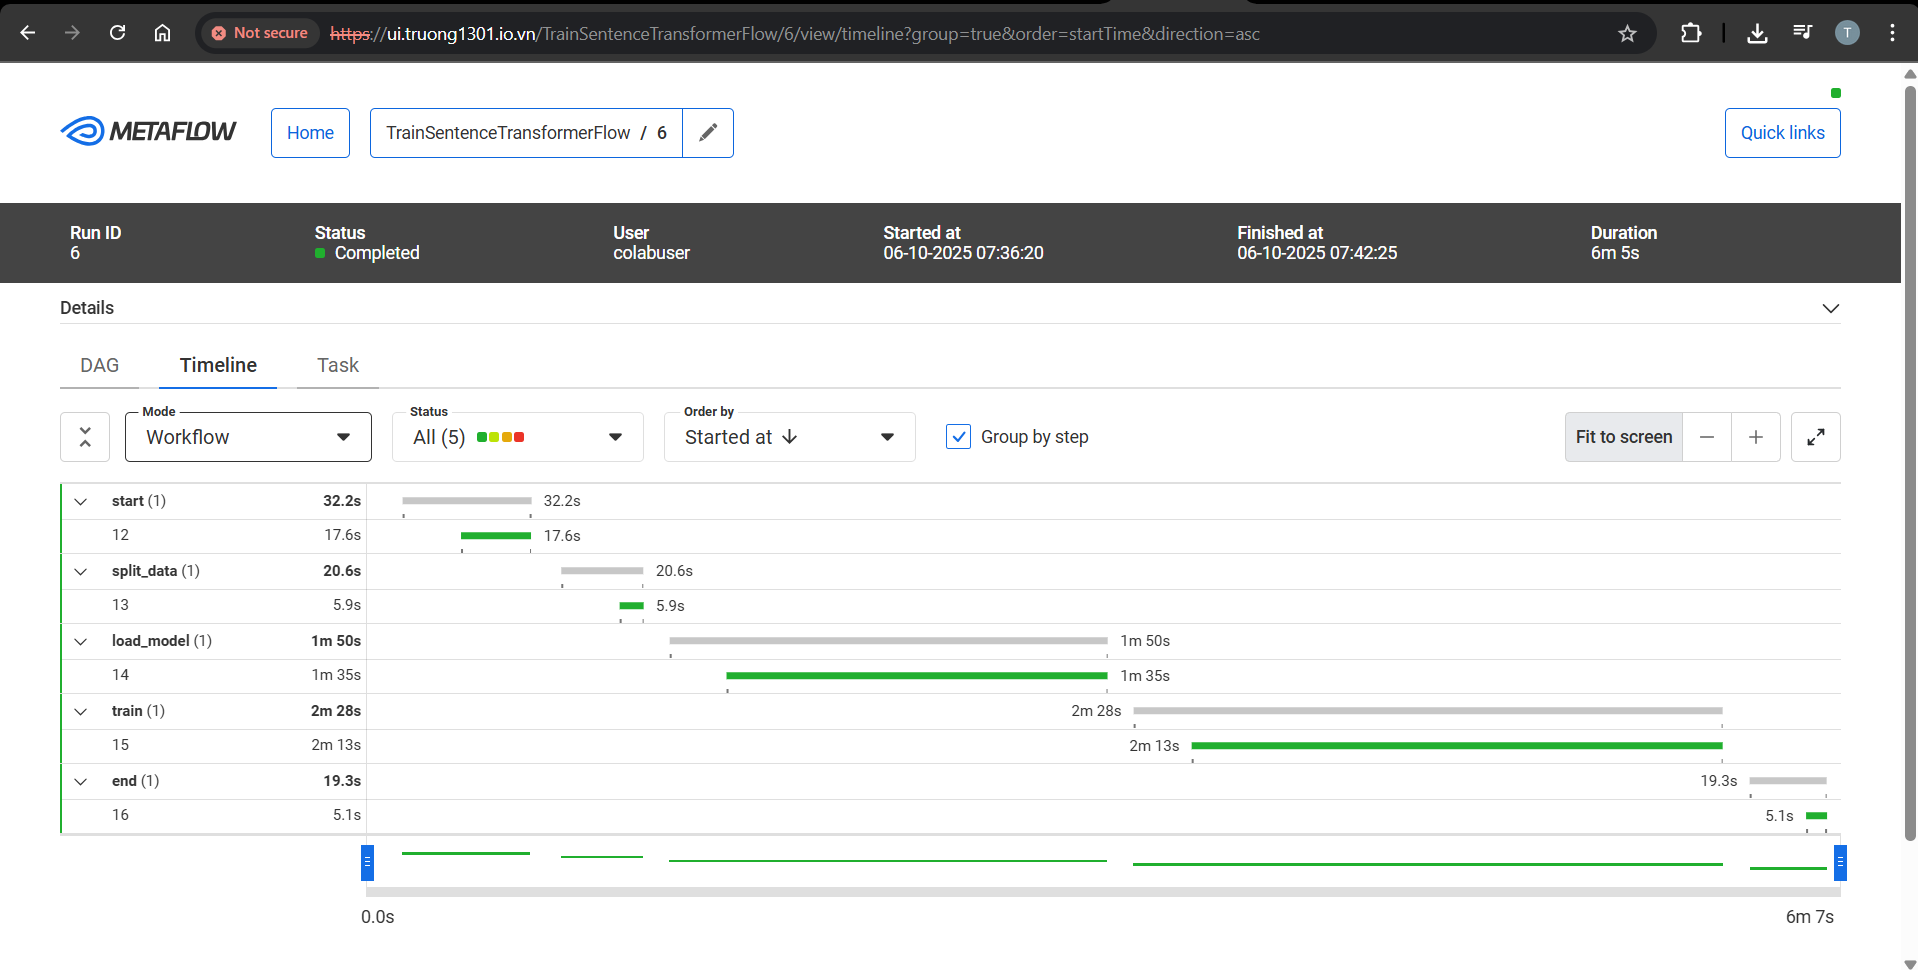 Not secure https://ui.truong1301.io.vn/TrainSentenceTransformerFlow/6/view/timeline?group=true&order=startTime&direction=asc T
METAFLOW Home TrainSentenceTransformerFlow / 6 Quick links
Run ID Status User Started at Finished at Duration
6 Completed colabuser 06-10-2025 07:36:20 06-10-2025 07:42:25 6m 5s
Details
DAG Timeline Task
Mode Status Order by
Workflow All (5) Started at Group by step Fit to screen
start (1) 32.2s 32.2s
12 17.6s 17.6s
split_data (1) 20.6s 20.6s
13 5.9s 5.9s
load_model (1) 1m 50s 1m 50s
14 1m 35s 1m 35s
train (1) 2m 28s 2m 28s
15 2m 13s 2m 13s
end (1) 19.3s 19.3s
16 5.1s 5.1s
0.0s 6m 7s